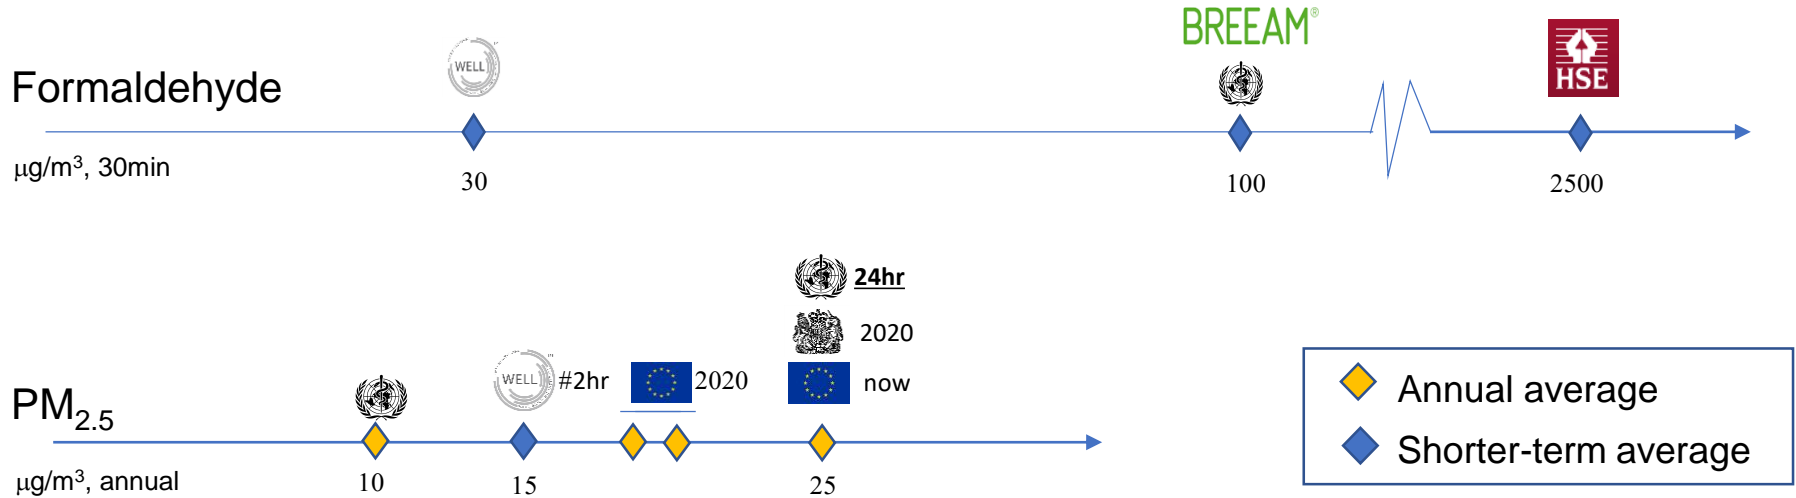 BREEAM®
WELL
HSE
Formaldehyde
μg/m³, 30min
30
100
2500
24hr
2020
WELL #2hr
2020
now
PM2.5
μg/m³, annual
10
15
25
Annual average
Shorter-term average